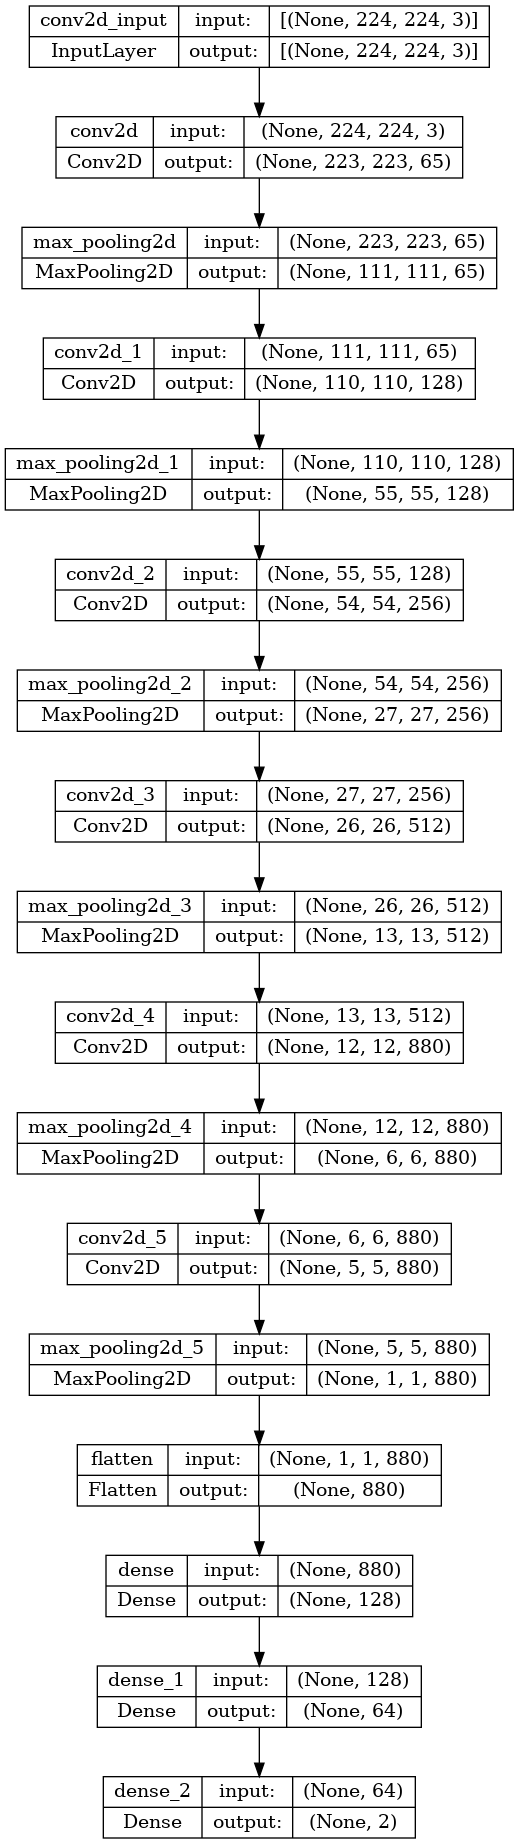 conv2d_input input: [(None, 224, 224, 3)]
InputLayer output: [(None, 224, 224, 3)]
conv2d input: (None, 224, 224, 3)
Conv2D output: (None, 223, 223, 65)
max_pooling2d input: (None, 223, 223, 65)
MaxPooling2D output: (None, 111, 111, 65)
conv2d_1 input: (None, 111, 111, 65)
Conv2D output: (None, 110, 110, 128)
max_pooling2d_1 input: (None, 110, 110, 128)
MaxPooling2D output: (None, 55, 55, 128)
conv2d_2 input: (None, 55, 55, 128)
Conv2D output: (None, 54, 54, 256)
max_pooling2d_2 input: (None, 54, 54, 256)
MaxPooling2D output: (None, 27, 27, 256)
conv2d_3 input: (None, 27, 27, 256)
Conv2D output: (None, 26, 26, 512)
max_pooling2d_3 input: (None, 26, 26, 512)
MaxPooling2D output: (None, 13, 13, 512)
conv2d_4 input: (None, 13, 13, 512)
Conv2D output: (None, 12, 12, 880)
max_pooling2d_4 input: (None, 12, 12, 880)
MaxPooling2D output: (None, 6, 6, 880)
conv2d_5 input: (None, 6, 6, 880)
Conv2D output: (None, 5, 5, 880)
max_pooling2d_5 input: (None, 5, 5, 880)
MaxPooling2D output: (None, 1, 1, 880)
flatten input: (None, 1, 1, 880)
Flatten output: (None, 880)
dense input: (None, 880)
Dense output: (None, 128)
dense_1 input: (None, 128)
Dense output: (None, 64)
dense_2 input: (None, 64)
Dense output: (None, 2)